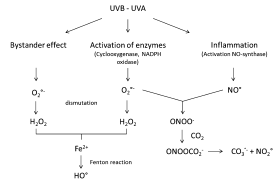 UVB - UVA
Bystander effect
Activation of enzymes
(Cyclooxygenase, NADPH
oxidase)
Inflammation
(Activation NO-synthase)
O₂°⁻
O₂°⁻
NO°
dismutation
H₂O₂
H₂O₂
ONOO⁻
CO₂
Fe²⁺
ONOOCO₂⁻
CO₃°⁻ + NO₂°
Fenton reaction
HO°